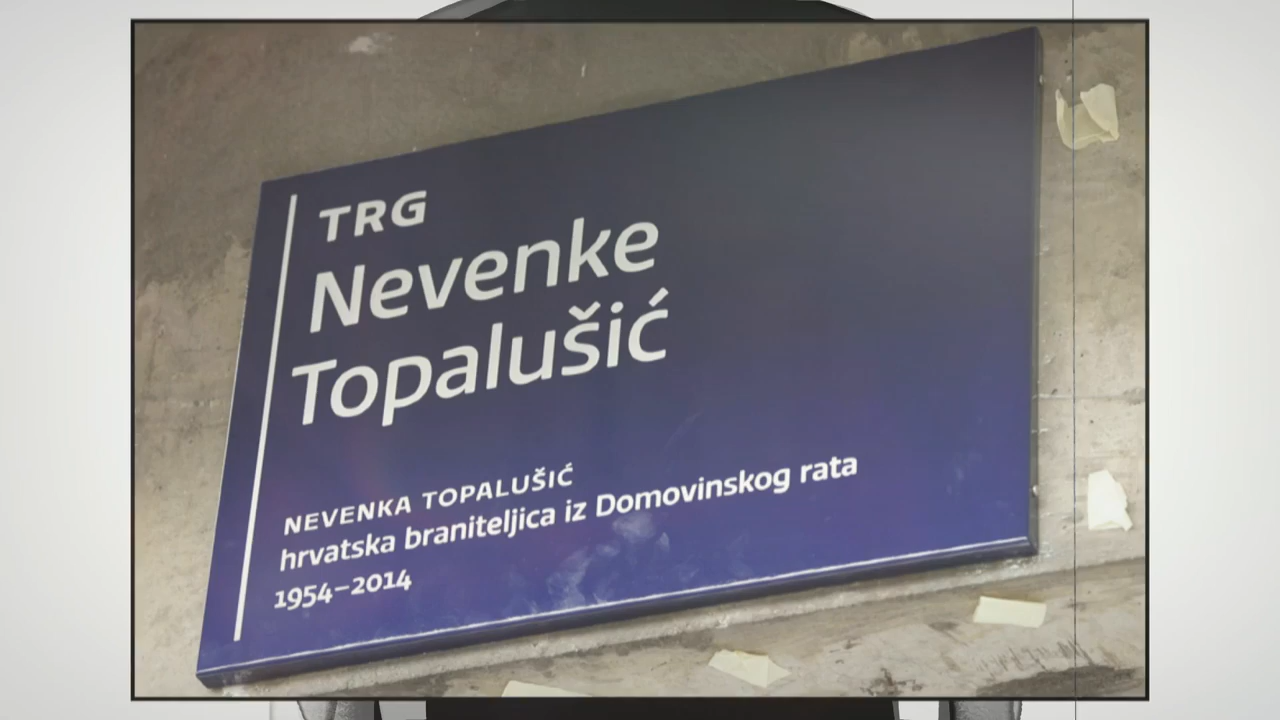 TRG
Nevenke
Topalušić
NEVENKA TOPALUŠIĆ
hrvatska braniteljica iz Domovinskog rata
1954–2014